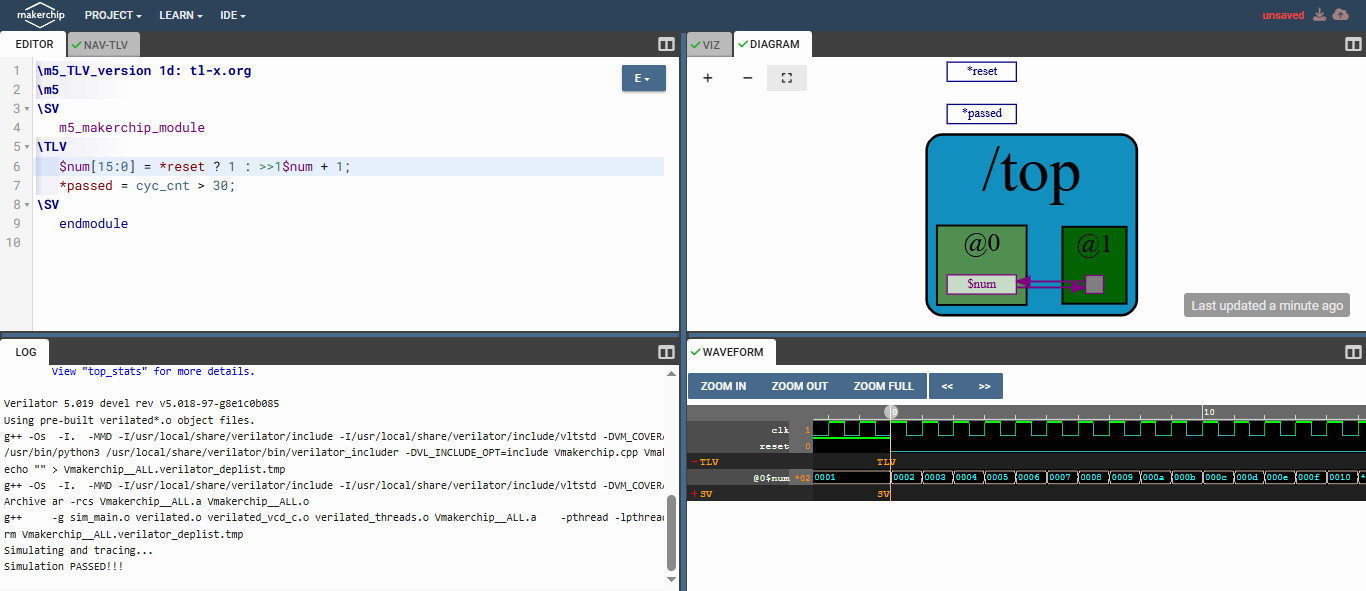 makerchip PROJECT LEARN IDE unsaved
EDITOR NAV-TLV
1 \m5_TLV_version 1d: tl-x.org
2 \m5
3 \SV
4 m5_makerchip_module
5 \TLV
6 $num[15:0] = *reset ? 1 : >>1$num + 1;
7 *passed = cyc_cnt > 30;
8 \SV
9 endmodule
10
E
VIZ DIAGRAM
+ −
*reset
*passed
/top
@0 @1
$num
Last updated a minute ago
LOG
View "top_stats" for more details.
Verilator 5.019 devel rev v5.018-97-g8e1c0b085
Using pre-built verilated*.o object files.
g++ -Os -I. -MMD -I/usr/local/share/verilator/include -I/usr/local/share/verilator/include/vltstd -DVM_COVERA
/usr/bin/python3 /usr/local/share/verilator/bin/verilator_includer -DVL_INCLUDE_OPT=include Vmakerchip.cpp Vmak
echo "" > Vmakerchip__ALL.verilator_deplist.tmp
g++ -Os -I. -MMD -I/usr/local/share/verilator/include -I/usr/local/share/verilator/include/vltstd -DVM_COVERA
Archive ar -rcs Vmakerchip__ALL.a Vmakerchip__ALL.o
g++ -g sim_main.o verilated.o verilated_vcd_c.o verilated_threads.o Vmakerchip__ALL.a -pthread -lpthread
rm Vmakerchip__ALL.verilator_deplist.tmp
Simulating and tracing...
Simulation PASSED!!!
WAVEFORM
ZOOM IN ZOOM OUT ZOOM FULL << >>
0 10
clk 1
reset 0
-TLV TLV
@0$num *02 0001 0002 0003 0004 0005 0006 0007 0008 0009 000a 000b 000c 000d 000e 000f 0010 *
+SV SV